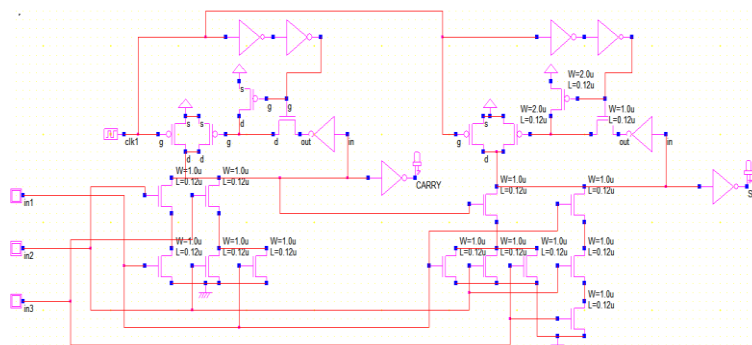 W=2.0u
L=0.12u
s
s
s
g
W=2.0u
L=0.12u
W=1.0u
L=0.12u
clk1
g
g
d
d
out
in
g
out
in
d
d
d
W=1.0u
L=0.12u
W=1.0u
L=0.12u
CARRY
S
in1
W=1.0u
L=0.12u
W=1.0u
L=0.12u
in2
W=1.0u
L=0.12u
W=1.0u
L=0.12u
W=1.0u
L=0.12u
W=1.0u
L=0.12u
W=1.0u
L=0.12u
W=1.0u
L=0.12u
W=1.0u
L=0.12u
in3
W=1.0u
L=0.12u